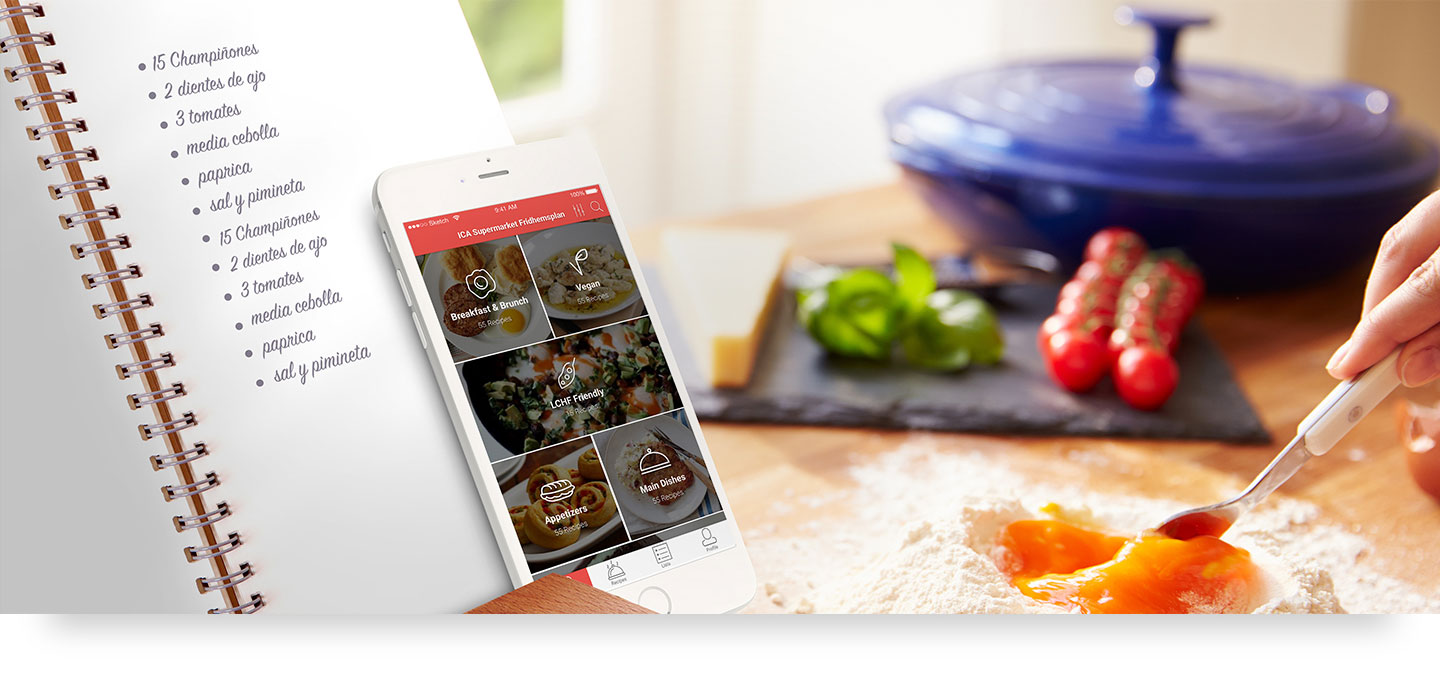 15 Champiñones
2 dientes de ajo
3 tomates
media cebolla
paprica
sal y pimineta
15 Champiñones
2 dientes de ajo
3 tomates
media cebolla
paprica
sal y pimineta
Sketch 9:41 AM 100%
ICA Supermarket Fridhemsplan
Breakfast & Brunch
55 Recipes
Vegan
55 Recipes
LCHF Friendly
Recipes
Appetizers
55 Recipes
Main Dishes
55 Recipes
Recipes
Lists
Profile